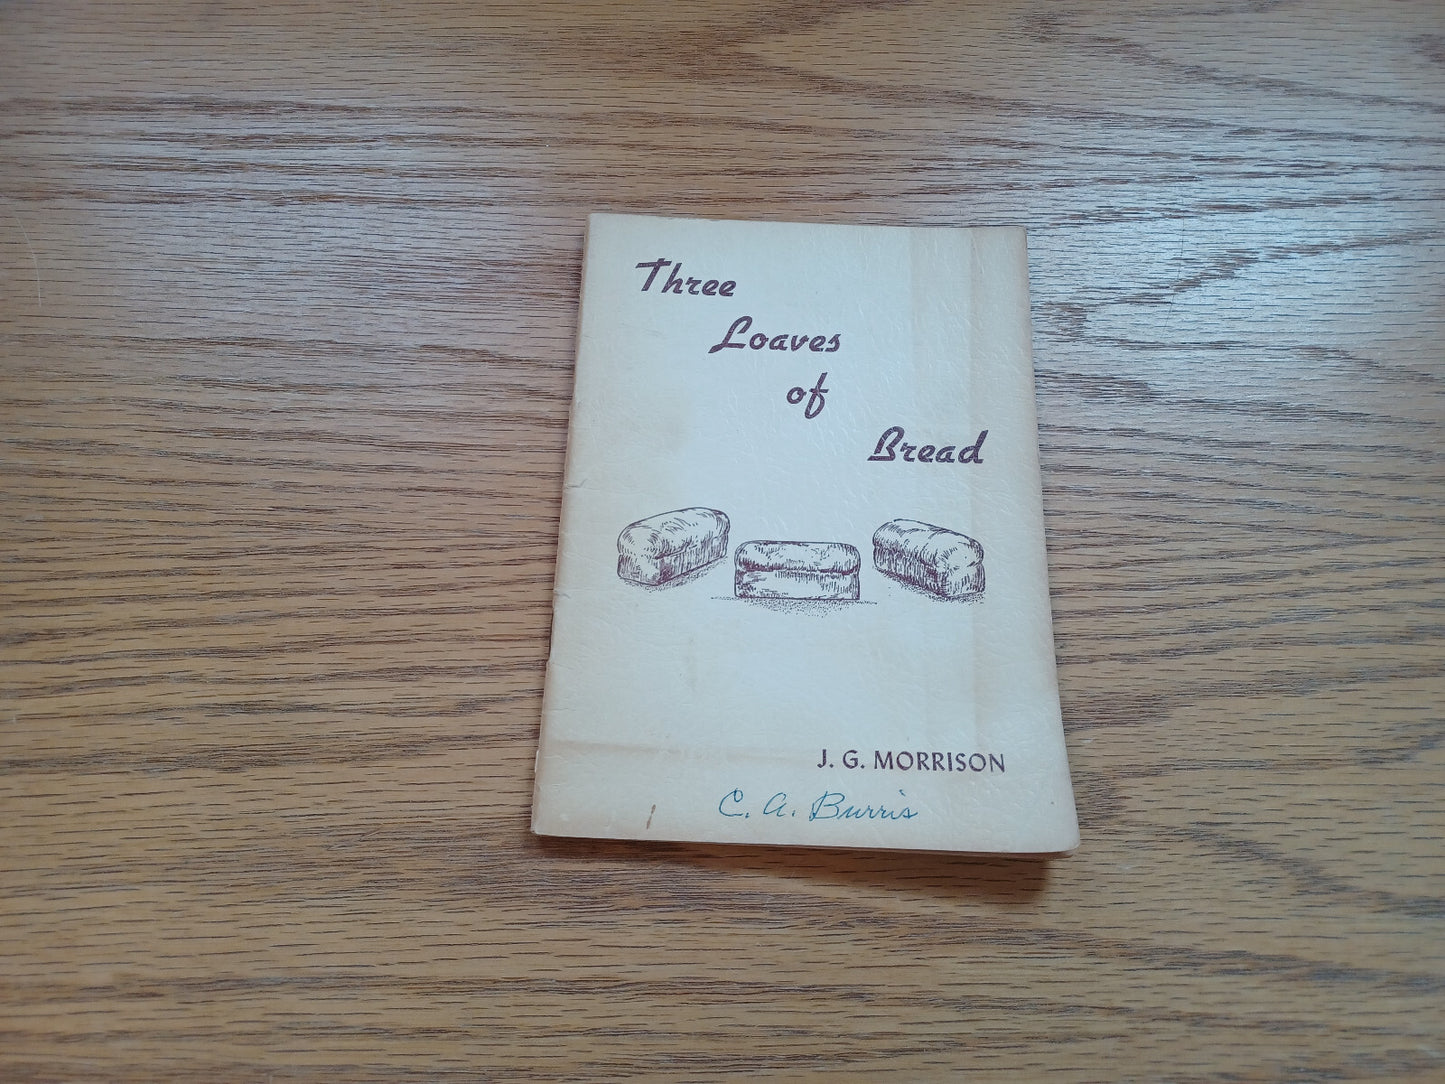 Three
Loaves
of
Bread
J. G. MORRISON
C. A. Burris